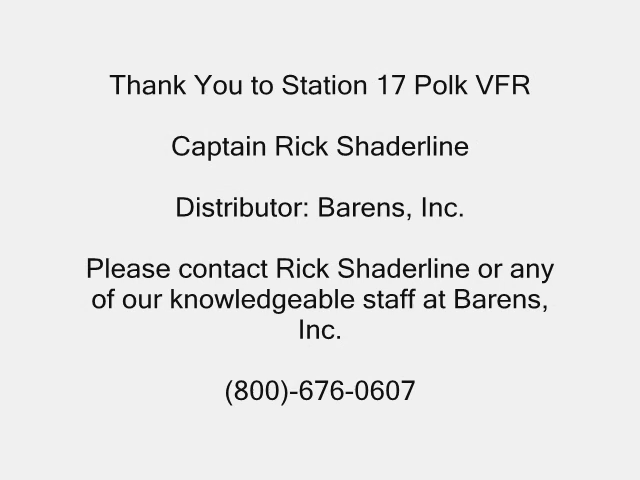 Thank You to Station 17 Polk VFR
Captain Rick Shaderline
Distributor: Barens, Inc.
Please contact Rick Shaderline or any
of our knowledgeable staff at Barens,
Inc.
(800)-676-0607